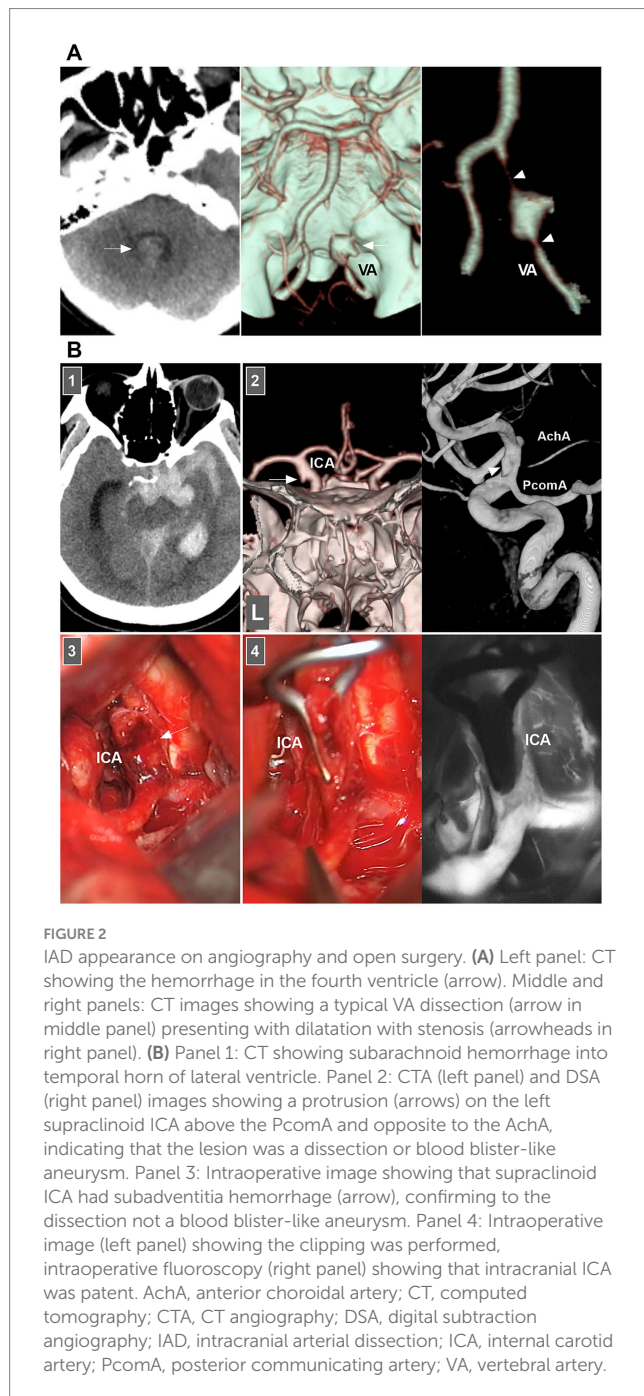 A
VA
VA
B
1
2
ICA
AchA
PcomA
L
3
4
ICA
ICA
ICA
FIGURE 2
IAD appearance on angiography and open surgery. (A) Left panel: CT
showing the hemorrhage in the fourth ventricle (arrow). Middle and
right panels: CT images showing a typical VA dissection (arrow in
middle panel) presenting with dilatation with stenosis (arrowheads in
right panel). (B) Panel 1: CT showing subarachnoid hemorrhage into
temporal horn of lateral ventricle. Panel 2: CTA (left panel) and DSA
(right panel) images showing a protrusion (arrows) on the left
supraclinoid ICA above the PcomA and opposite to the AchA,
indicating that the lesion was a dissection or blood blister-like
aneurysm. Panel 3: Intraoperative image showing that supraclinoid
ICA had subadventitia hemorrhage (arrow), confirming to the
dissection not a blood blister-like aneurysm. Panel 4: Intraoperative
image (left panel) showing the clipping was performed,
intraoperative fluoroscopy (right panel) showing that intracranial ICA
was patent. AchA, anterior choroidal artery; CT, computed
tomography; CTA, CT angiography; DSA, digital subtraction
angiography; IAD, intracranial arterial dissection; ICA, internal carotid
artery; PcomA, posterior communicating artery; VA, vertebral artery.